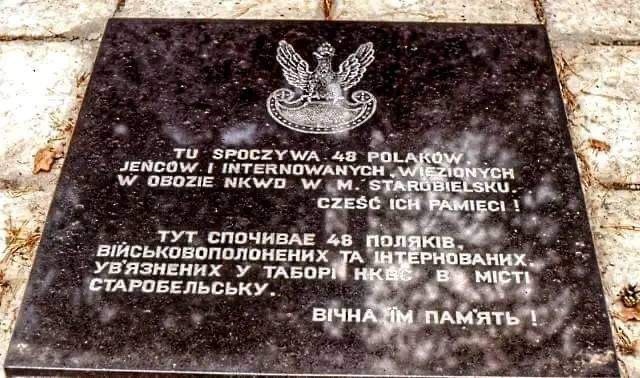 TU SPOCZYWA 48 POLAKÓW,
JEŃCÓW I INTERNOWANYCH, WIĘZIONYCH
W OBOZIE NKWD W M. STAROBIELSKU.
CZEŚĆ ICH PAMIĘCI !
ТУТ СПОЧИВАЕ 48 ПОЛЯКІВ,
ВІЙСЬКОВОПОЛОНЕНИХ ТА ІНТЕРНОВАНИХ,
УВ'ЯЗНЕНИХ У ТАБОРІ НКВС В МІСТІ
СТАРОБЕЛЬСЬКУ.
ВІЧНА ЇМ ПАМ'ЯТЬ !